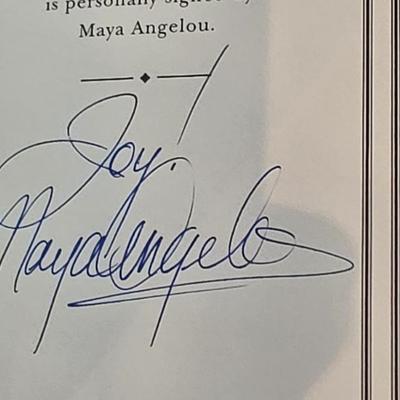 is personally signed by
Maya Angelou.
Joy!
Maya Angelou